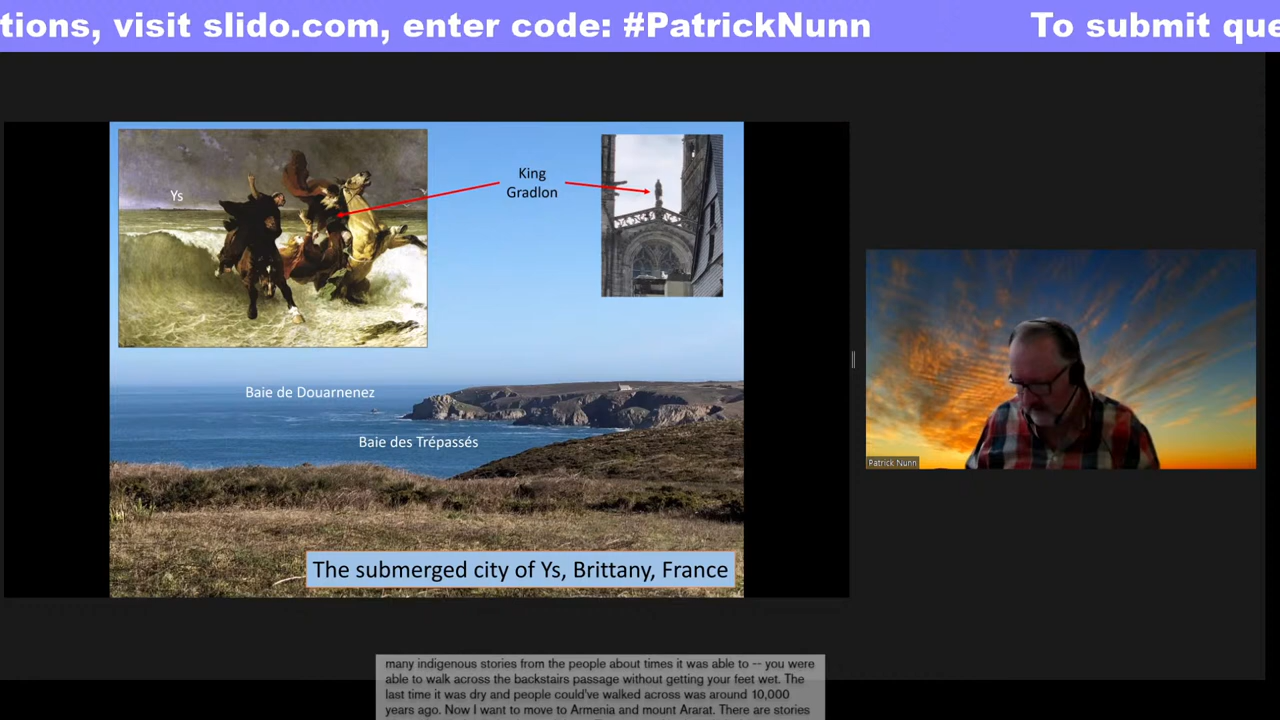 tions, visit slido.com, enter code: #PatrickNunn To submit que
Ys
King
Gradlon
Baie de Douarnenez
Baie des Trépassés
The submerged city of Ys, Brittany, France
Patrick Nunn
many indigenous stories from the people about times it was able to -- you were
able to walk across the backstairs passage without getting your feet wet. The
last time it was dry and people could've walked across was around 10,000
years ago. Now I want to move to Armenia and mount Ararat. There are stories